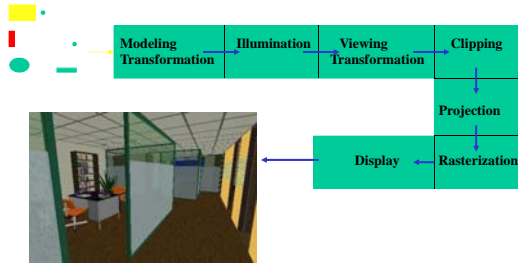 Modeling
Transformation
Illumination
Viewing
Transformation
Clipping
Projection
Rasterization
Display